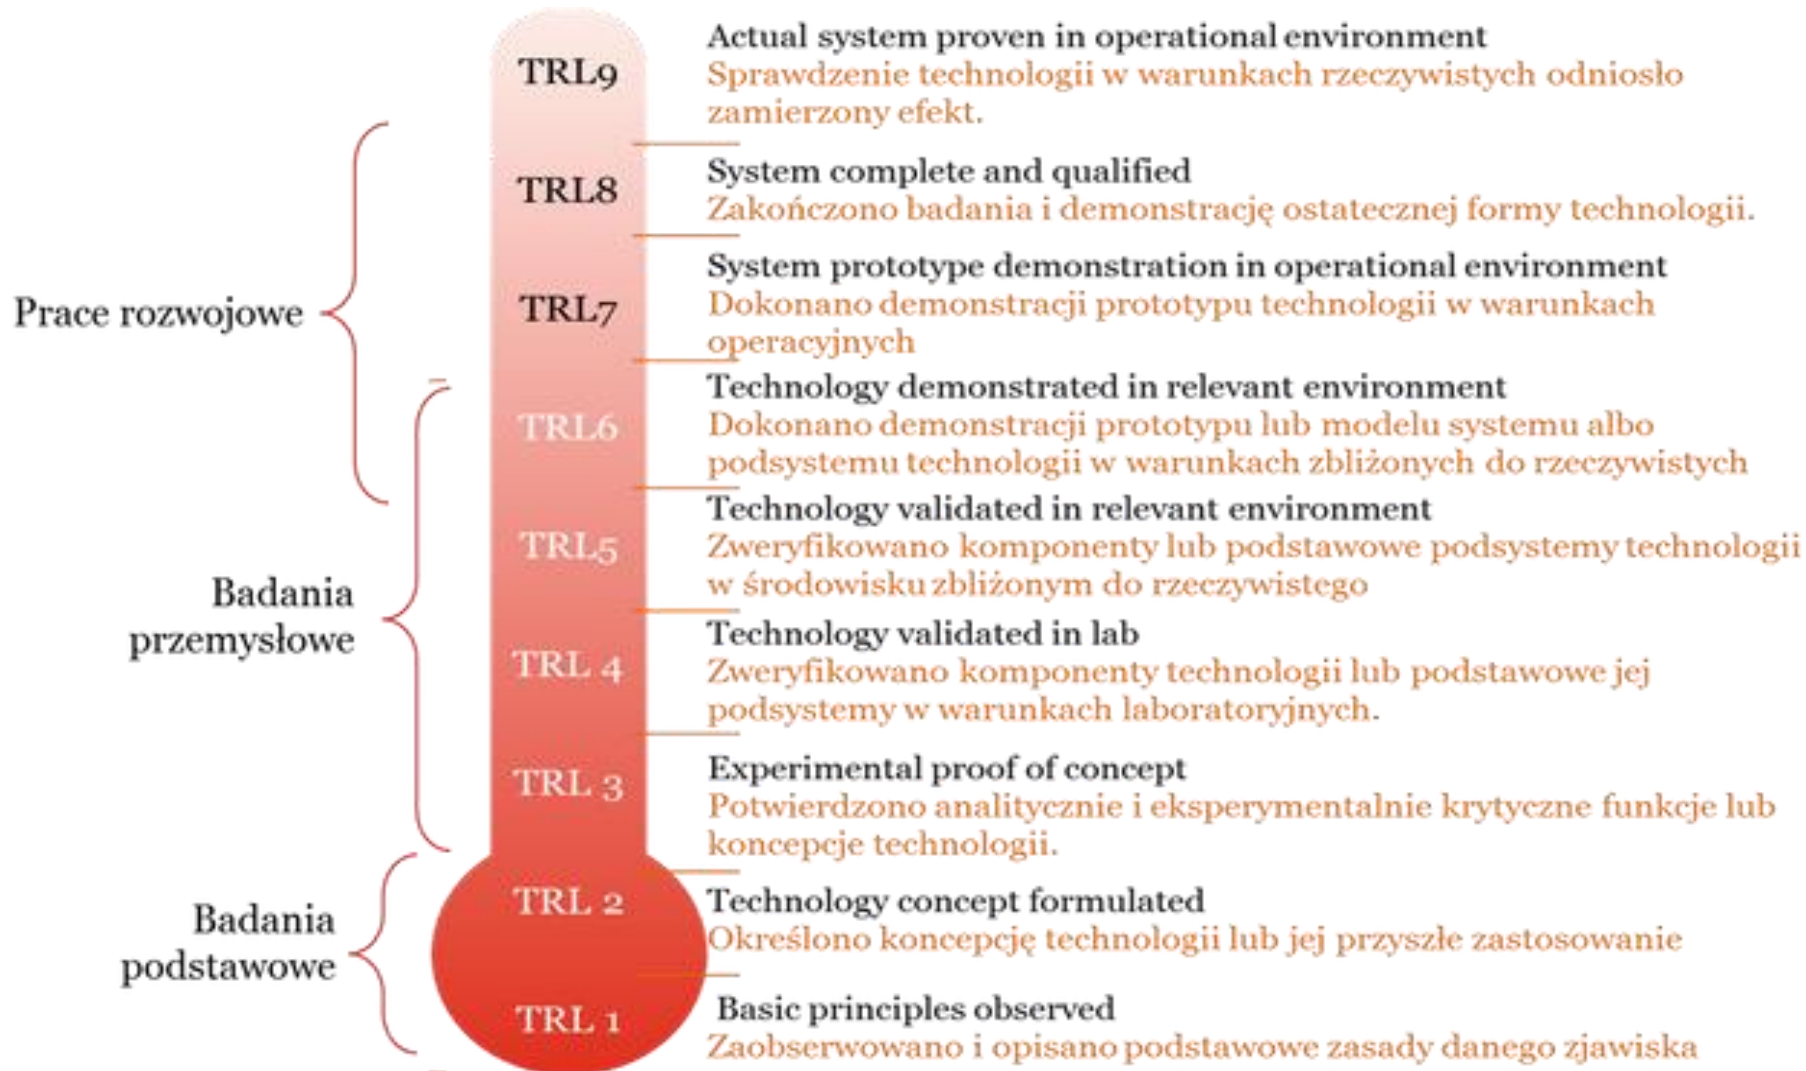 TRL9
Actual system proven in operational environment
Sprawdzenie technologii w warunkach rzeczywistych odniosło
zamierzony efekt.
TRL8
System complete and qualified
Zakończono badania i demonstrację ostatecznej formy technologii.
Prace rozwojowe
TRL7
System prototype demonstration in operational environment
Dokonano demonstracji prototypu technologii w warunkach
operacyjnych
TRL6
Technology demonstrated in relevant environment
Dokonano demonstracji prototypu lub modelu systemu albo
podsystemu technologii w warunkach zbliżonych do rzeczywistych
TRL5
Technology validated in relevant environment
Zweryfikowano komponenty lub podstawowe podsystemy technologii
w środowisku zbliżonym do rzeczywistego
Badania
przemysłowe
TRL 4
Technology validated in lab
Zweryfikowano komponenty technologii lub podstawowe jej
podsystemy w warunkach laboratoryjnych.
TRL 3
Experimental proof of concept
Potwierdzono analitycznie i eksperymentalnie krytyczne funkcje lub
koncepcje technologii.
TRL 2
Technology concept formulated
Określono koncepcję technologii lub jej przyszłe zastosowanie
Badania
podstawowe
TRL 1
Basic principles observed
Zaobserwowano i opisano podstawowe zasady danego zjawiska